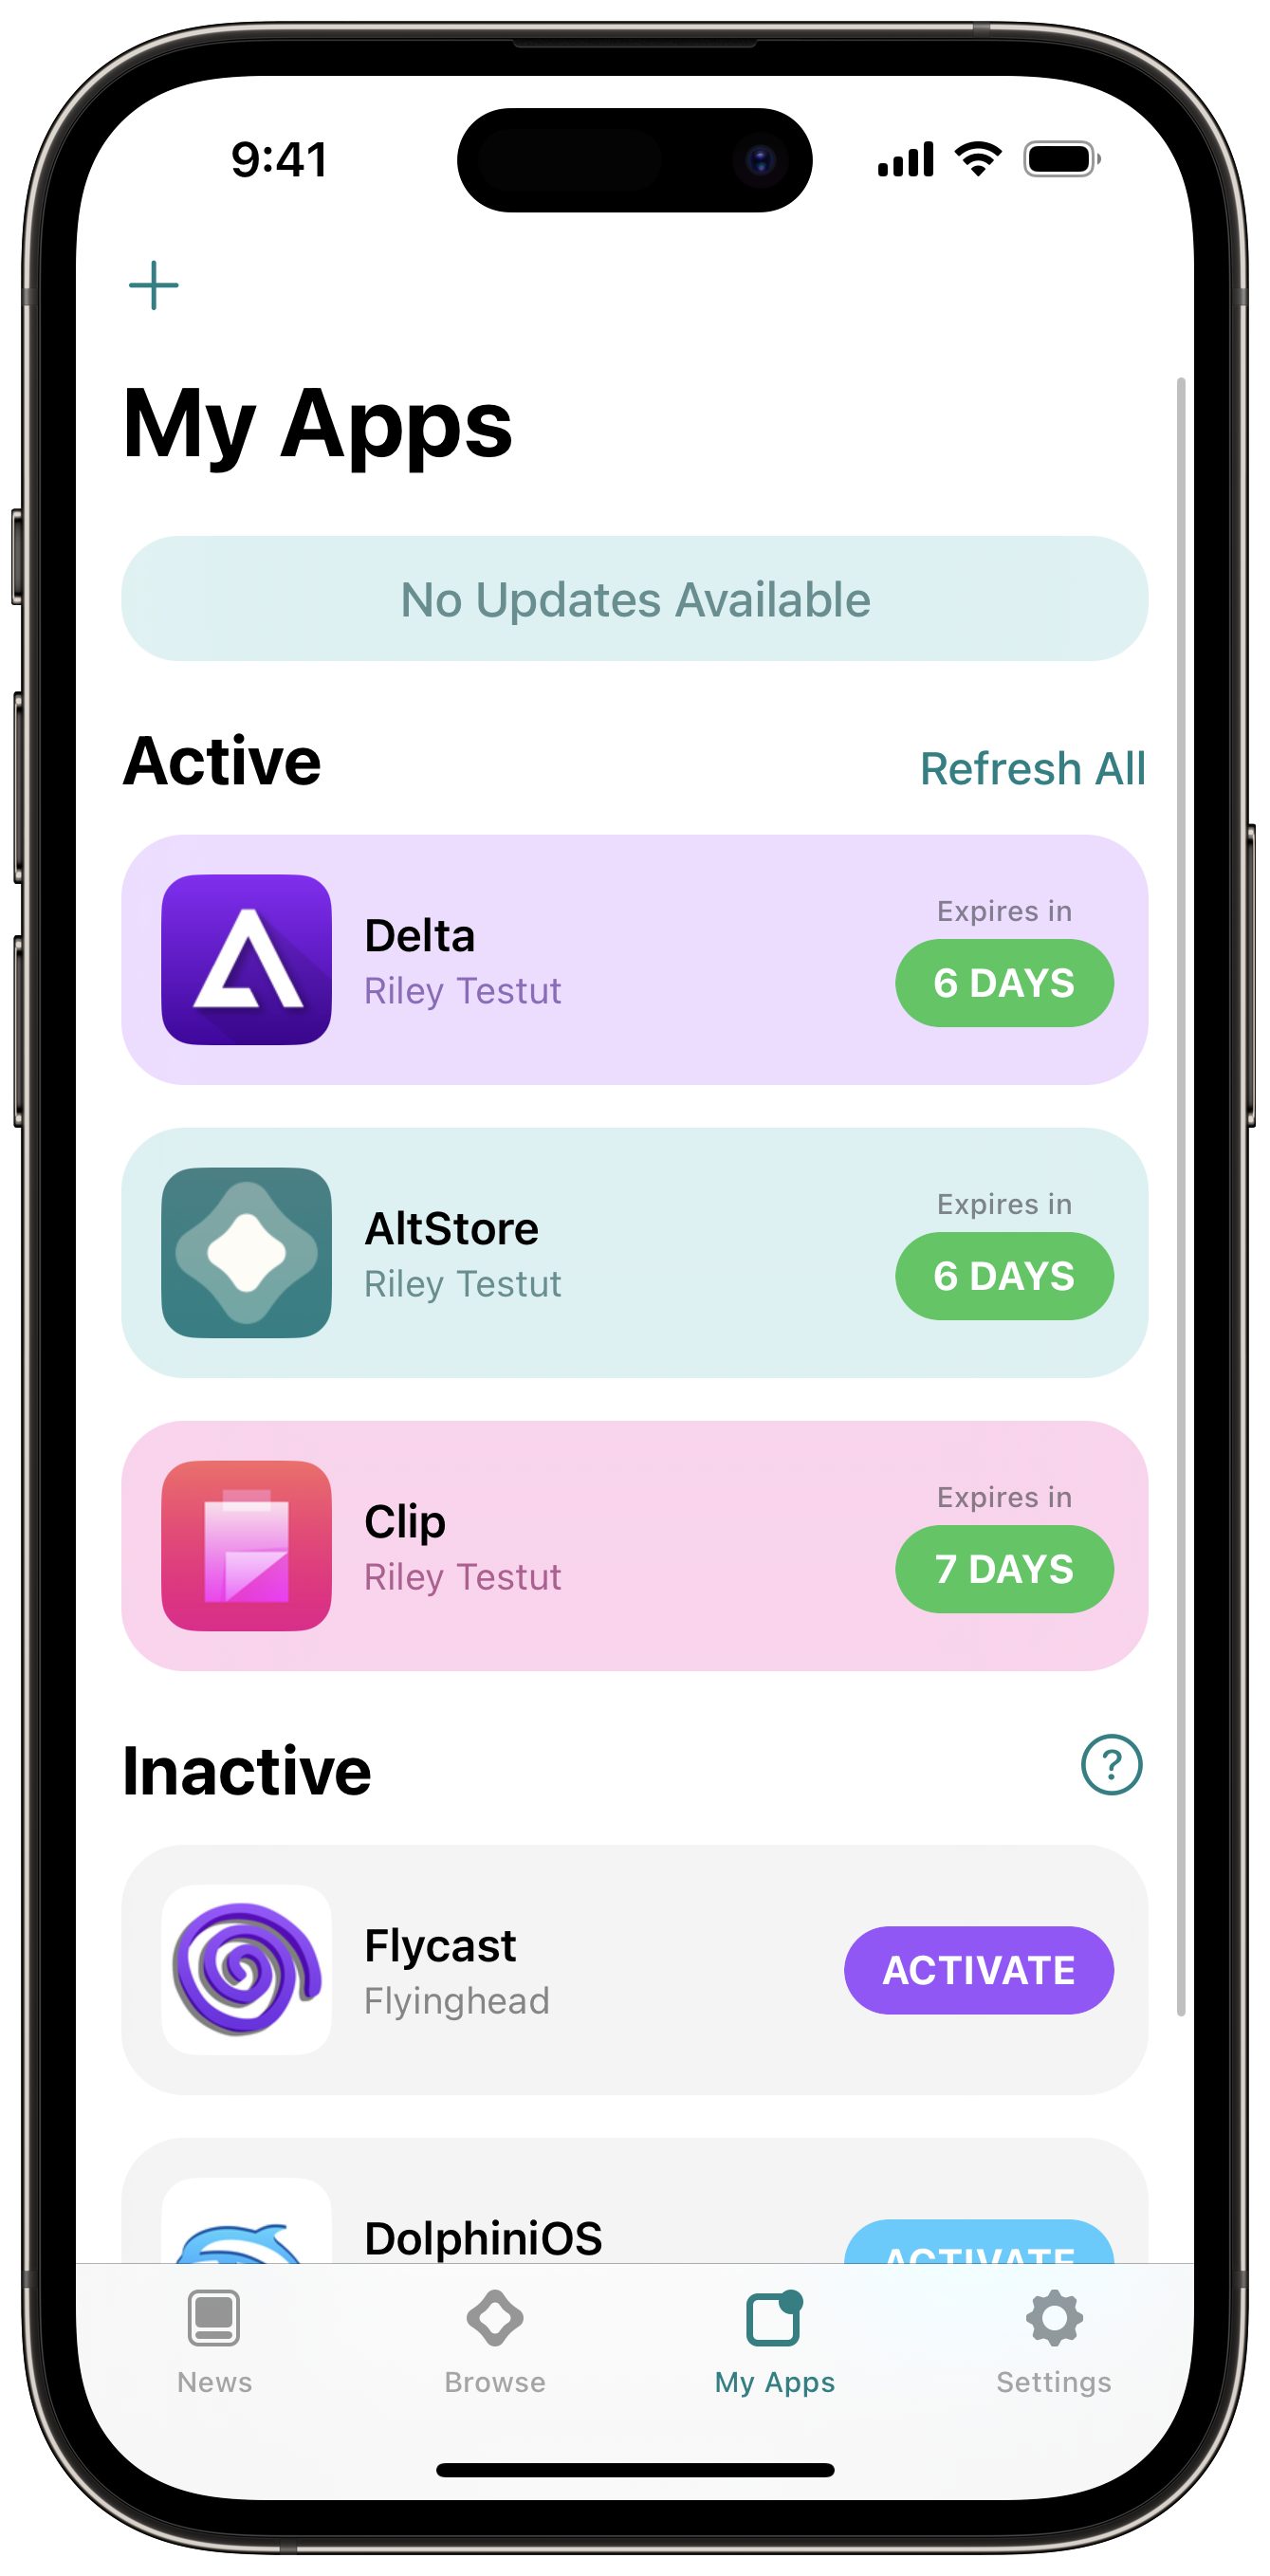 9:41
My Apps
No Updates Available
Active
Refresh All
Delta
Riley Testut
Expires in
6 DAYS
AltStore
Riley Testut
Expires in
6 DAYS
Clip
Riley Testut
Expires in
7 DAYS
Inactive
?
Flycast
Flyinghead
ACTIVATE
DolphiniOS
ACTIVATE
News
Browse
My Apps
Settings